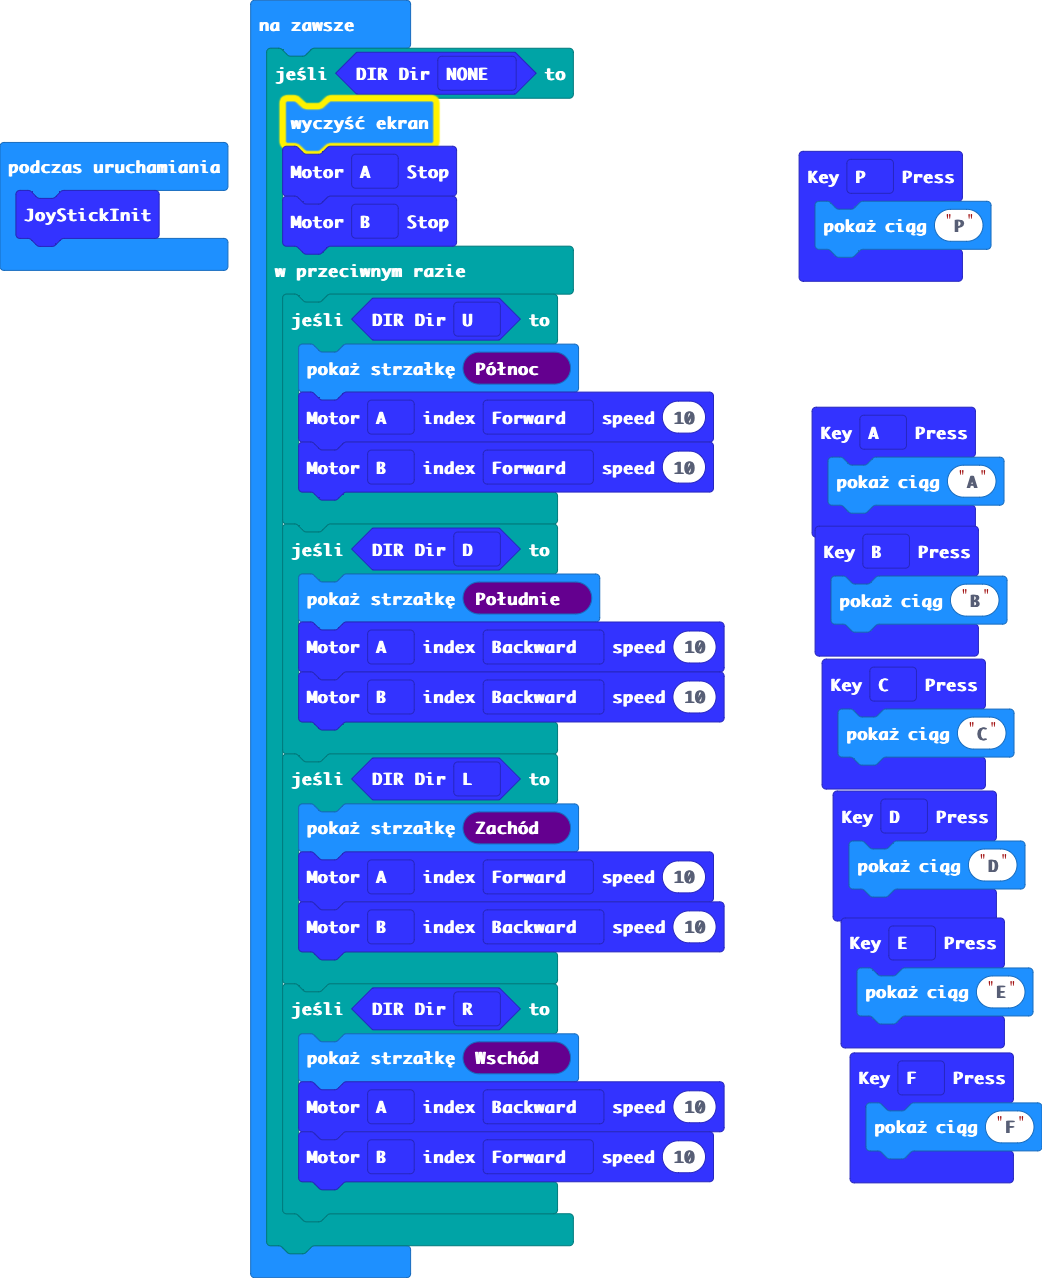 podczas uruchamiania
JoyStickInit
na zawsze
jeśli DIR Dir NONE to
wyczyść ekran
Motor A Stop
Motor B Stop
w przeciwnym razie
jeśli DIR Dir U to
pokaż strzałkę Północ
Motor A index Forward speed 10
Motor B index Forward speed 10
jeśli DIR Dir D to
pokaż strzałkę Południe
Motor A index Backward speed 10
Motor B index Backward speed 10
jeśli DIR Dir L to
pokaż strzałkę Zachód
Motor A index Forward speed 10
Motor B index Backward speed 10
jeśli DIR Dir R to
pokaż strzałkę Wschód
Motor A index Backward speed 10
Motor B index Forward speed 10
Key P Press
pokaż ciąg "P"
Key A Press
pokaż ciąg "A"
Key B Press
pokaż ciąg "B"
Key C Press
pokaż ciąg "C"
Key D Press
pokaż ciąg "D"
Key E Press
pokaż ciąg "E"
Key F Press
pokaż ciąg "F"